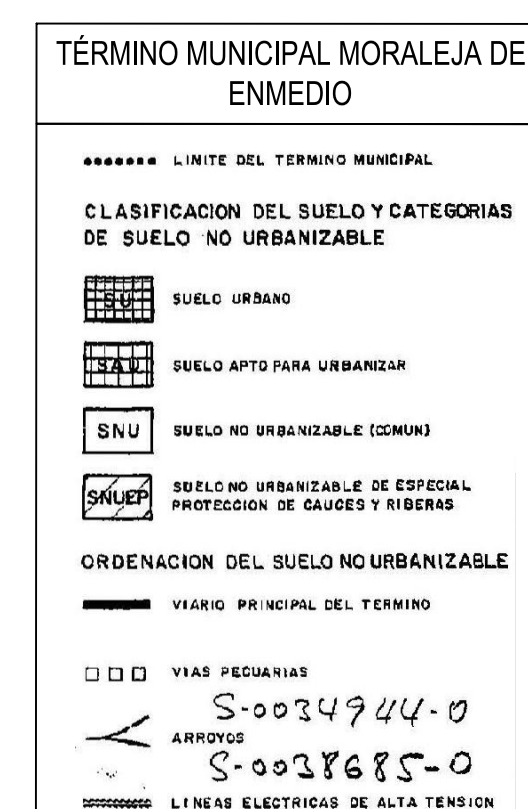 TÉRMINO MUNICIPAL MORALEJA DE
ENMEDIO
LIMITE DEL TERMINO MUNICIPAL
CLASIFICACION DEL SUELO Y CATEGORIAS
DE SUELO NO URBANIZABLE
SU SUELO URBANO
SAU SUELO APTO PARA URBANIZAR
SNU SUELO NO URBANIZABLE (COMUN)
SNUEP SUELO NO URBANIZABLE DE ESPECIAL
PROTECCION DE CAUCES Y RIBERAS
ORDENACION DEL SUELO NO URBANIZABLE
VIARIO PRINCIPAL DEL TERMINO
VIAS PECUARIAS
S-0034944-0
ARROYOS
S-0038685-0
LINEAS ELECTRICAS DE ALTA TENSION